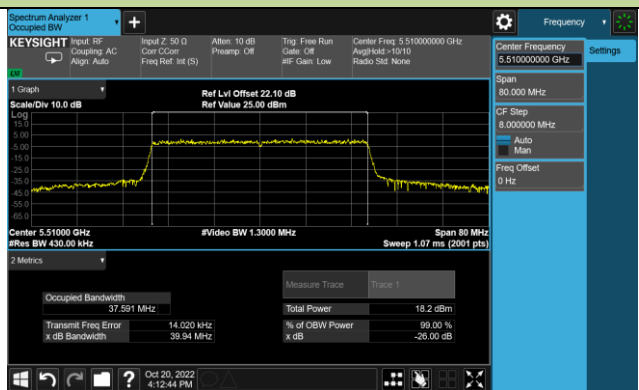 Spectrum Analyzer 1
Occupied BW
Frequency
KEYSIGHT
Input: RF
Coupling: AC
Align: Auto
Input Z: 50 Ω
Corr CCorr
Freq Ref: Int (S)
Atten: 10 dB
Preamp: Off
Trig: Free Run
Gate: Off
#IF Gain: Low
Center Freq: 5.510000000 GHz
Avg|Hold:>10/10
Radio Std: None
Center Frequency
5.510000000 GHz
Settings
Span
80.000 MHz
CF Step
8.000000 MHz
Auto
Man
Freq Offset
0 Hz
1 Graph
Scale/Div 10.0 dB
Ref Lvl Offset 22.10 dB
Ref Value 25.00 dBm
Log
15.0
5.00
-5.00
-15.0
-25.0
-35.0
-45.0
-55.0
-65.0
Center 5.51000 GHz
#Res BW 430.00 kHz
#Video BW 1.3000 MHz
Span 80 MHz
Sweep 1.07 ms (2001 pts)
2 Metrics
Measure Trace
Trace 1
Occupied Bandwidth
37.591 MHz
Total Power
18.2 dBm
Transmit Freq Error
14.020 kHz
% of OBW Power
99.00 %
x dB Bandwidth
39.94 MHz
x dB
-26.00 dB
?
Oct 20, 2022
4:12:44 PM